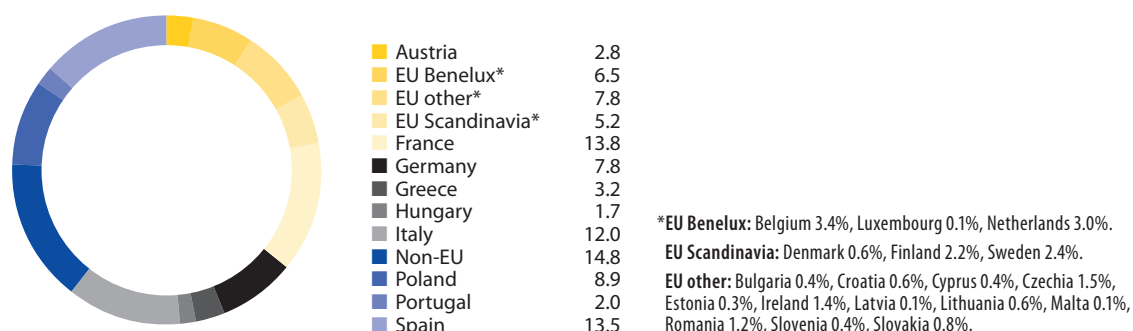 Austria 2.8
EU Benelux* 6.5
EU other* 7.8
EU Scandinavia* 5.2
France 13.8
Germany 7.8
Greece 3.2
Hungary 1.7
Italy 12.0
Non-EU 14.8
Poland 8.9
Portugal 2.0
Spain 13.5
*EU Benelux: Belgium 3.4%, Luxembourg 0.1%, Netherlands 3.0%.
EU Scandinavia: Denmark 0.6%, Finland 2.2%, Sweden 2.4%.
EU other: Bulgaria 0.4%, Croatia 0.6%, Cyprus 0.4%, Czechia 1.5%,
Estonia 0.3%, Ireland 1.4%, Latvia 0.1%, Lithuania 0.6%, Malta 0.1%,
Romania 1.2%, Slovenia 0.4%, Slovakia 0.8%.